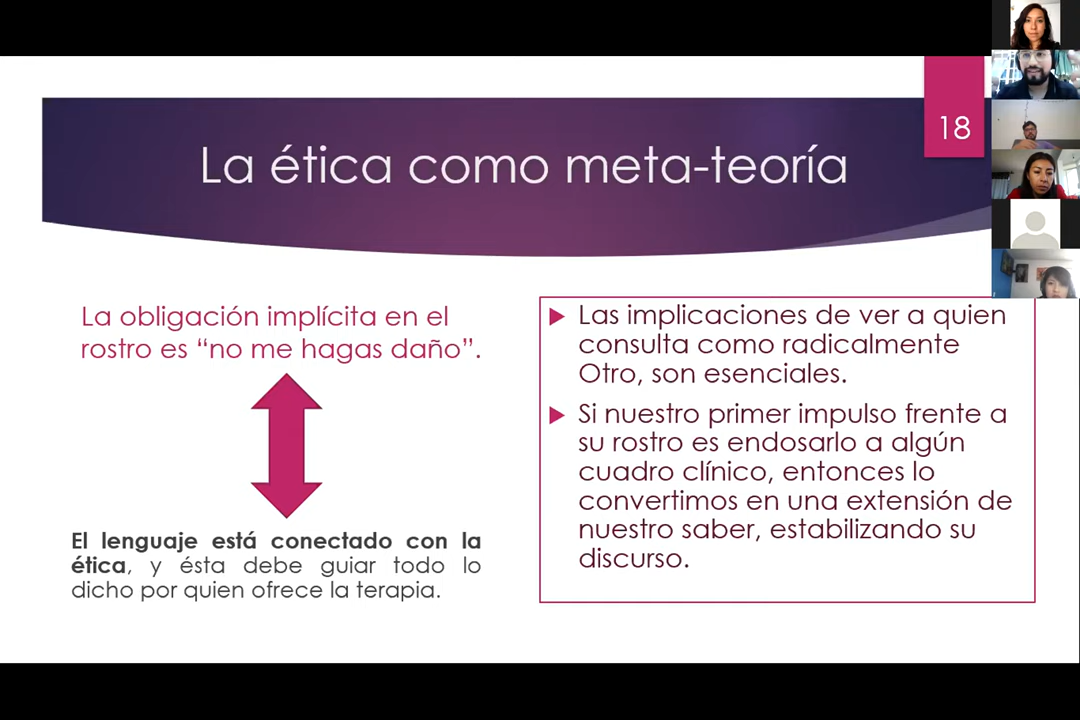 18
La ética como meta-teoría
La obligación implícita en el
rostro es “no me hagas daño”.
El lenguaje está conectado con la
ética, y ésta debe guiar todo lo
dicho por quien ofrece la terapia.
Las implicaciones de ver a quien
consulta como radicalmente
Otro, son esenciales.
Si nuestro primer impulso frente a
su rostro es endosarlo a algún
cuadro clínico, entonces lo
convertimos en una extensión de
nuestro saber, estabilizando su
discurso.